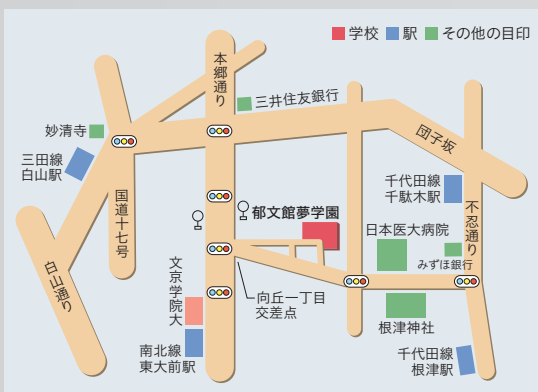 学校 駅 その他の目印
本郷通り
三井住友銀行
妙清寺
三田線
白山駅
国道十七号
白山通り
団子坂
千代田線
千駄木駅
不忍通り
郁文館夢学園
日本医大病院
みずほ銀行
文京学院大
向丘一丁目
交差点
根津神社
南北線
東大前駅
千代田線
根津駅